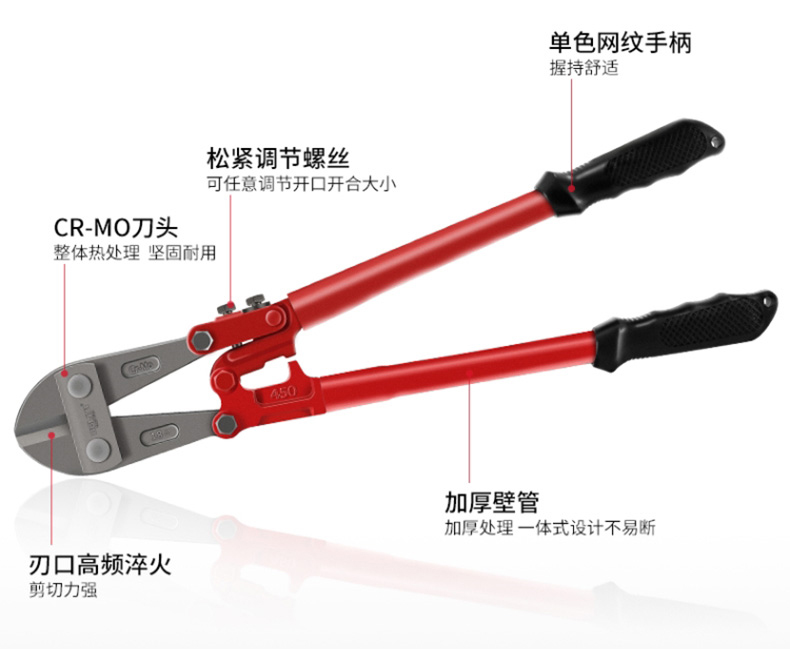 单色网纹手柄
握持舒适
松紧调节螺丝
可任意调节开口开合大小
CR-MO刀头
整体热处理 坚固耐用
450
加厚壁管
加厚处理 一体式设计不易断
刃口高频淬火
剪切力强